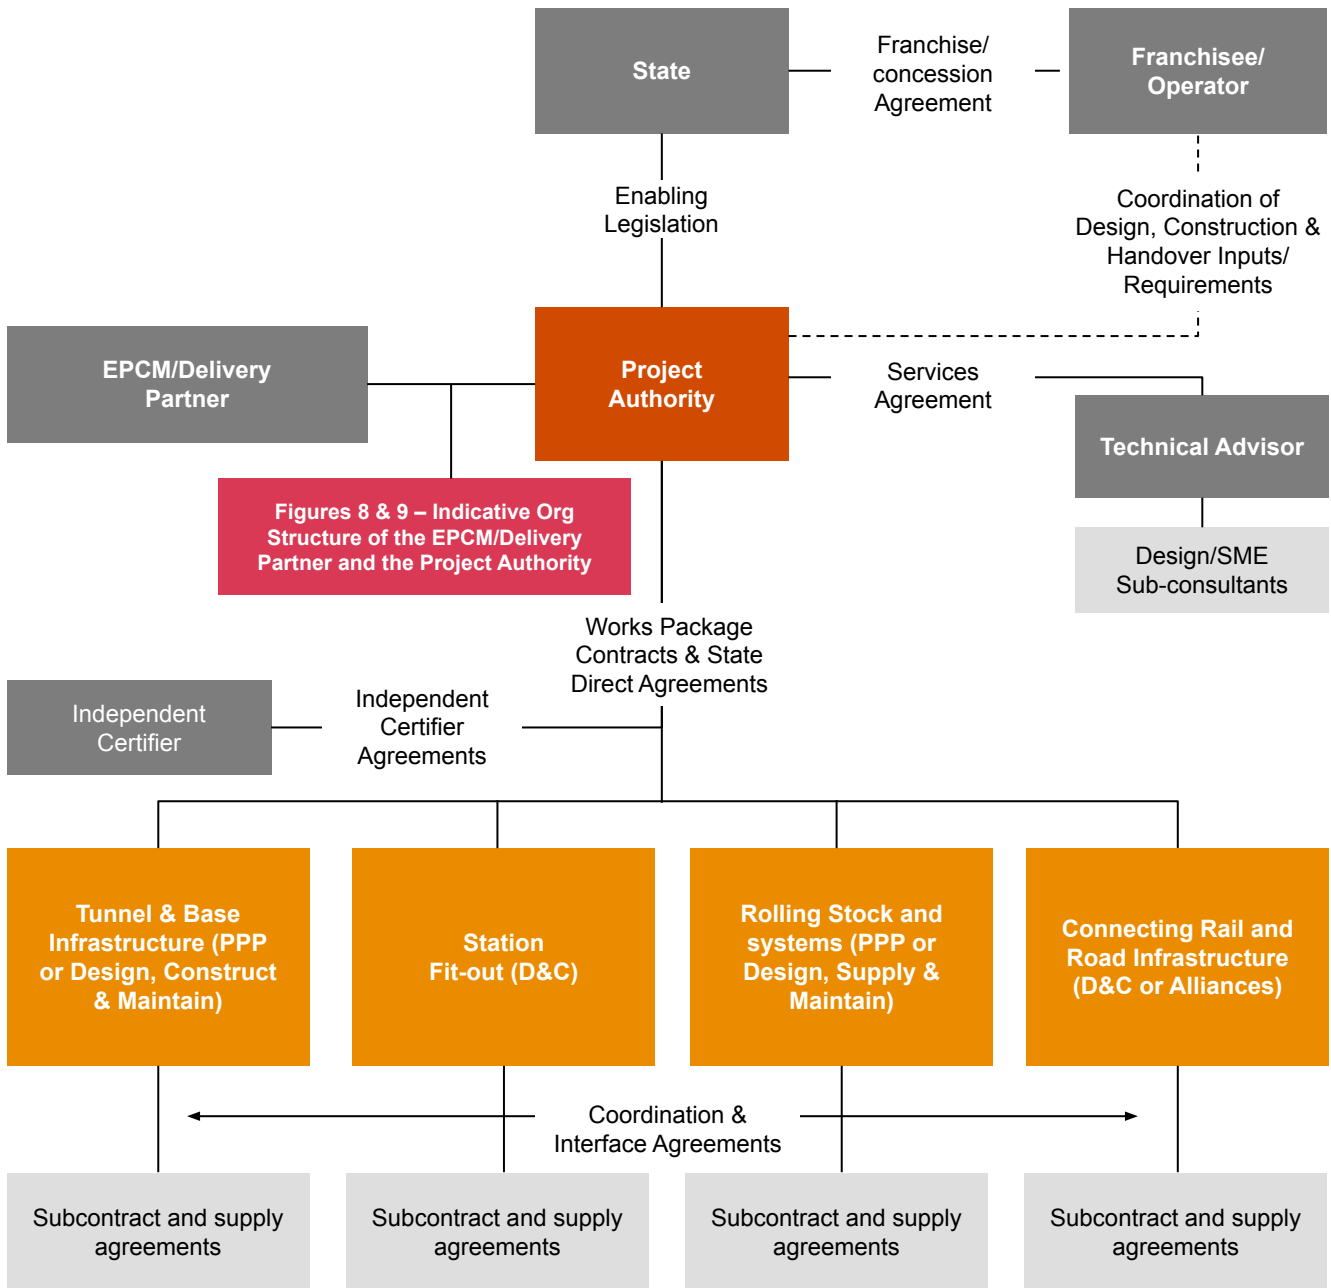 State
Franchise/
concession
Agreement
Franchisee/
Operator
Enabling
Legislation
Coordination of
Design, Construction &
Handover Inputs/
Requirements
EPCM/Delivery
Partner
Project
Authority
Services
Agreement
Technical Advisor
Figures 8 & 9 – Indicative Org
Structure of the EPCM/Delivery
Partner and the Project Authority
Design/SME
Sub-consultants
Works Package
Contracts & State
Direct Agreements
Independent
Certifier
Independent
Certifier
Agreements
Tunnel & Base
Infrastructure (PPP
or Design, Construct
& Maintain)
Station
Fit-out (D&C)
Rolling Stock and
systems (PPP or
Design, Supply &
Maintain)
Connecting Rail and
Road Infrastructure
(D&C or Alliances)
Coordination &
Interface Agreements
Subcontract and supply
agreements
Subcontract and supply
agreements
Subcontract and supply
agreements
Subcontract and supply
agreements